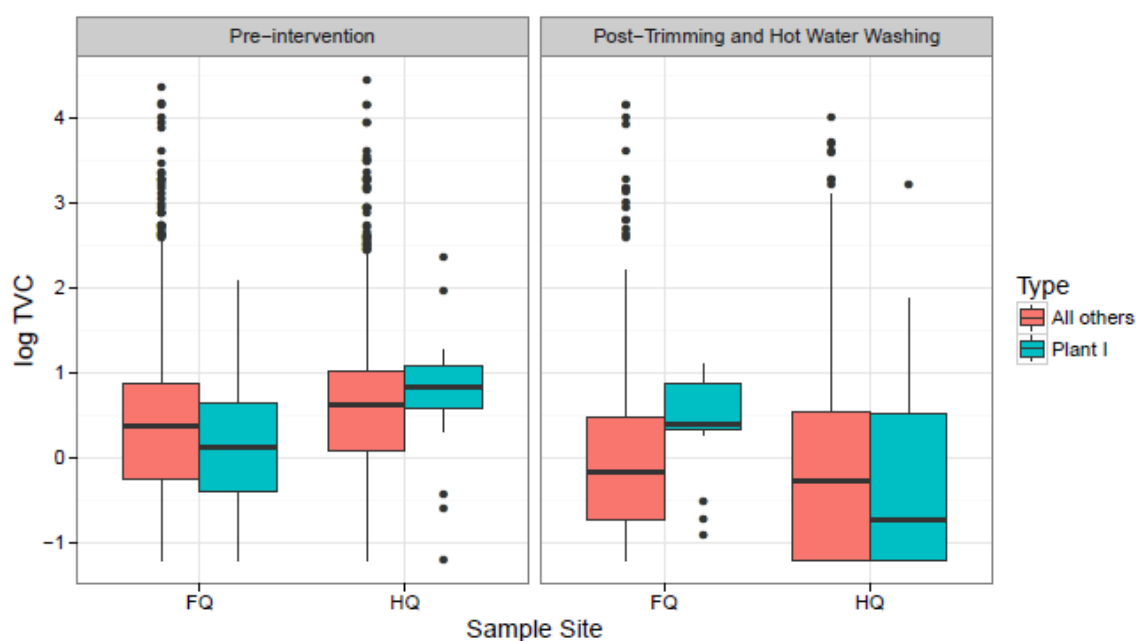 Pre−intervention
Post−Trimming and Hot Water Washing
log TVC
4
3
2
1
0
−1
FQ
HQ
FQ
HQ
Sample Site
Type
All others
Plant I